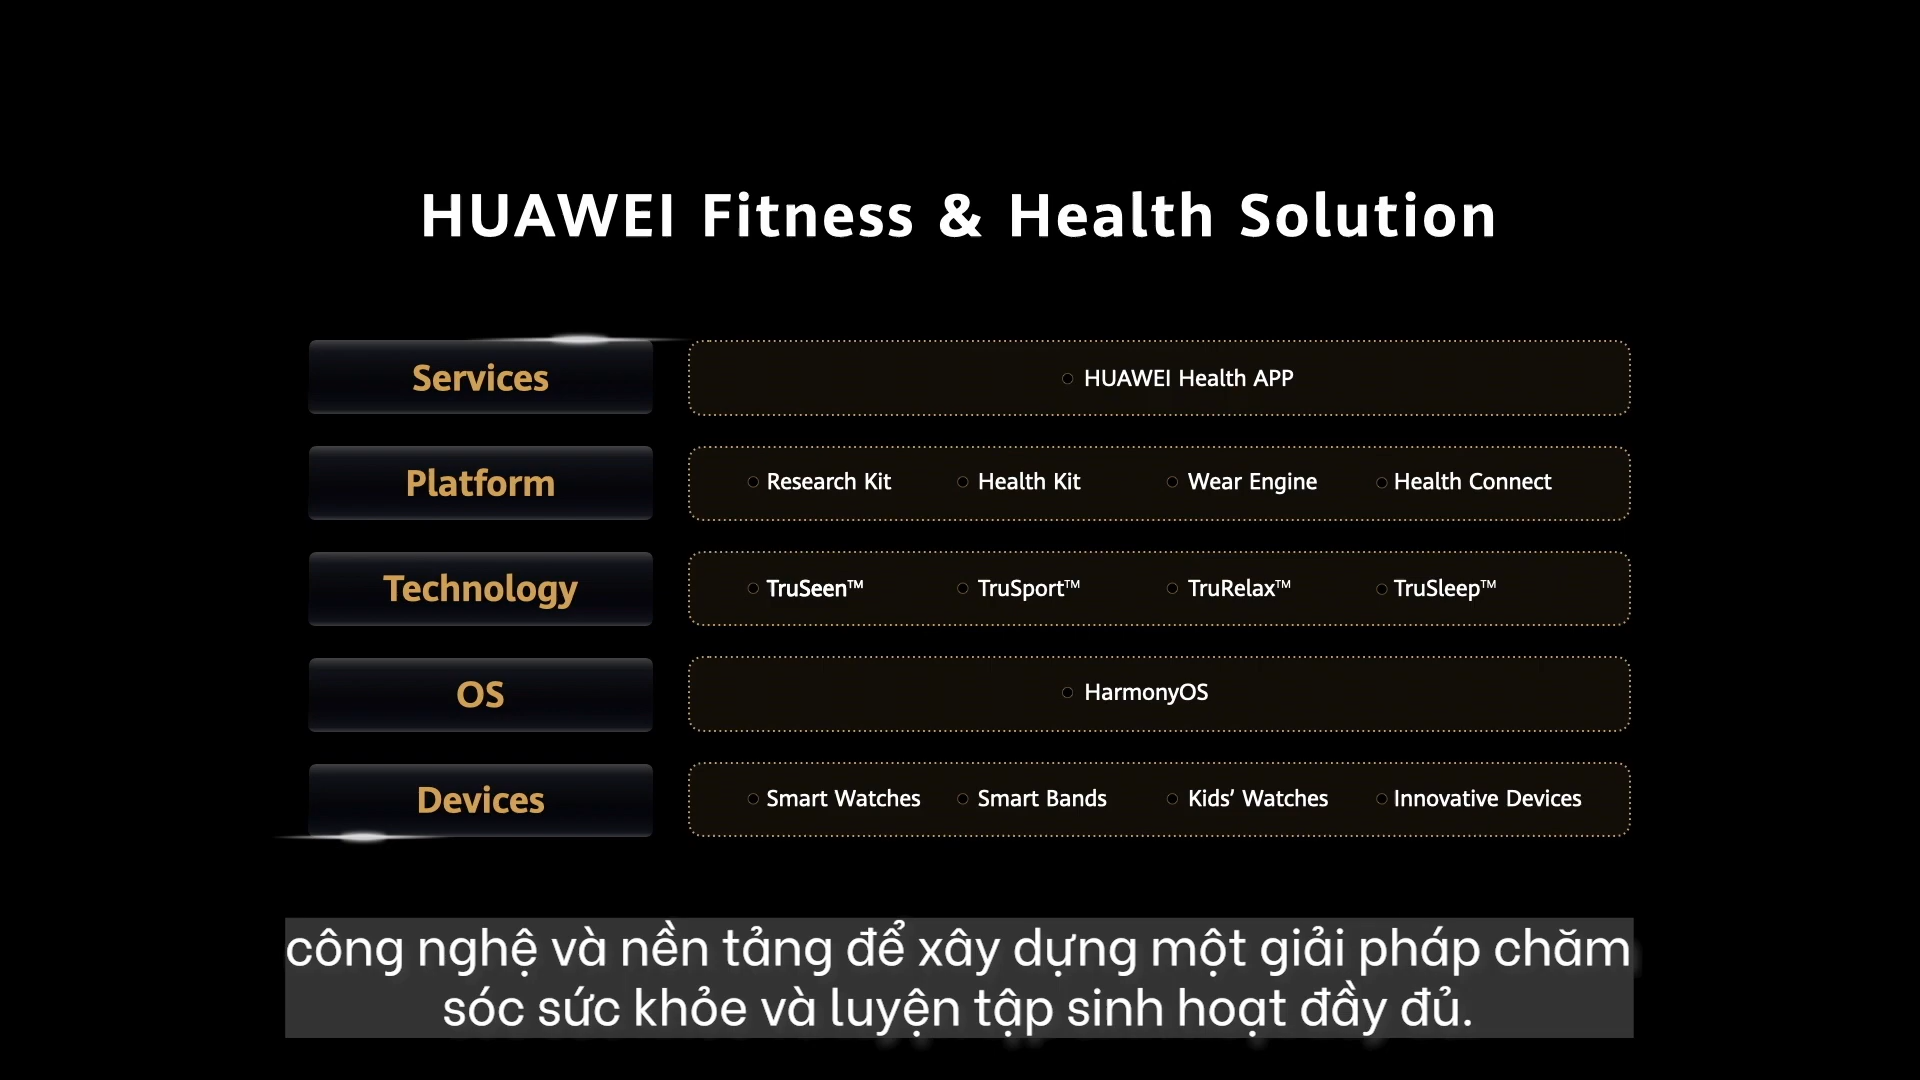 HUAWEI Fitness & Health Solution
Services
HUAWEI Health APP
Platform
Research Kit Health Kit Wear Engine Health Connect
Technology
TruSeen™ TruSport™ TruRelax™ TruSleep™
OS
HarmonyOS
Devices
Smart Watches Smart Bands Kids’ Watches Innovative Devices
công nghệ và nền tảng để xây dựng một giải pháp chăm
sóc sức khỏe và luyện tập sinh hoạt đầy đủ.